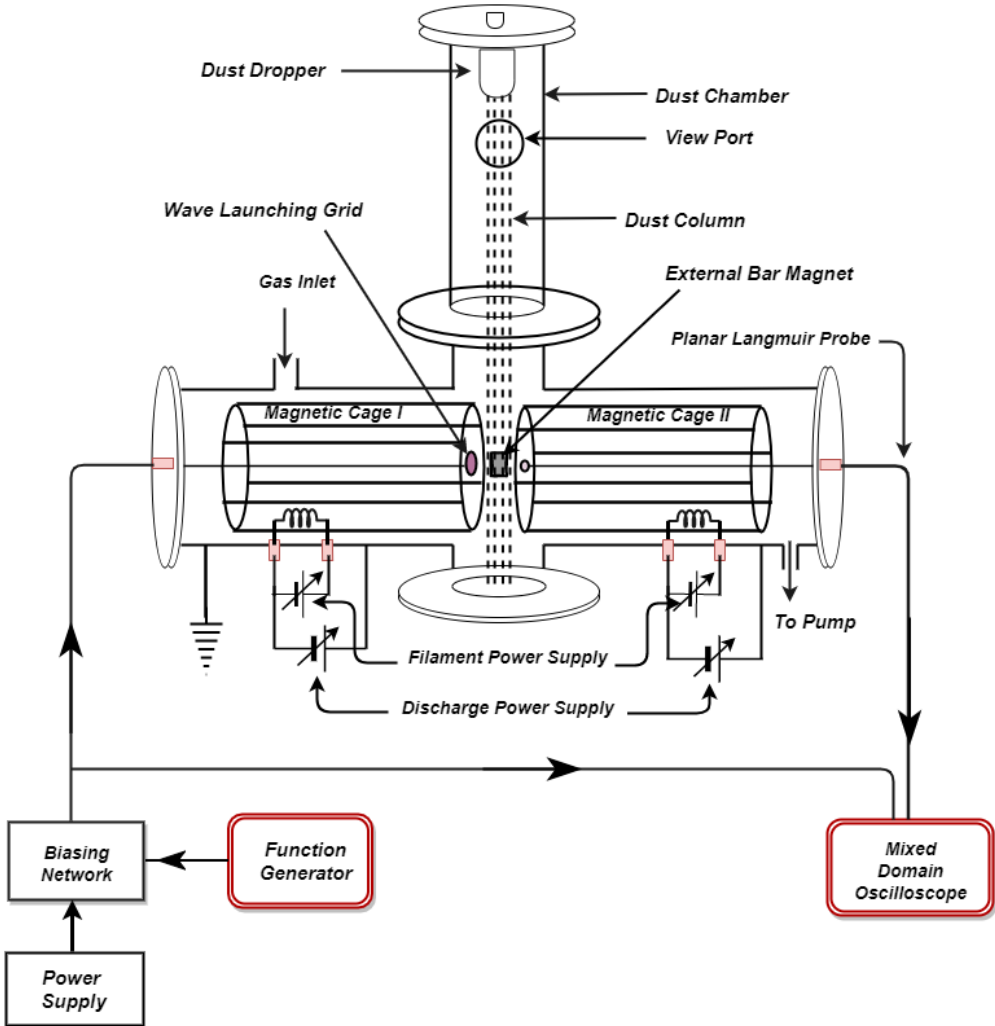 Dust Dropper
Dust Chamber
View Port
Wave Launching Grid
Dust Column
Gas Inlet
External Bar Magnet
Planar Langmuir Probe
Magnetic Cage I
Magnetic Cage II
To Pump
Filament Power Supply
Discharge Power Supply
Biasing
Network
Function
Generator
Mixed
Domain
Oscilloscope
Power
Supply